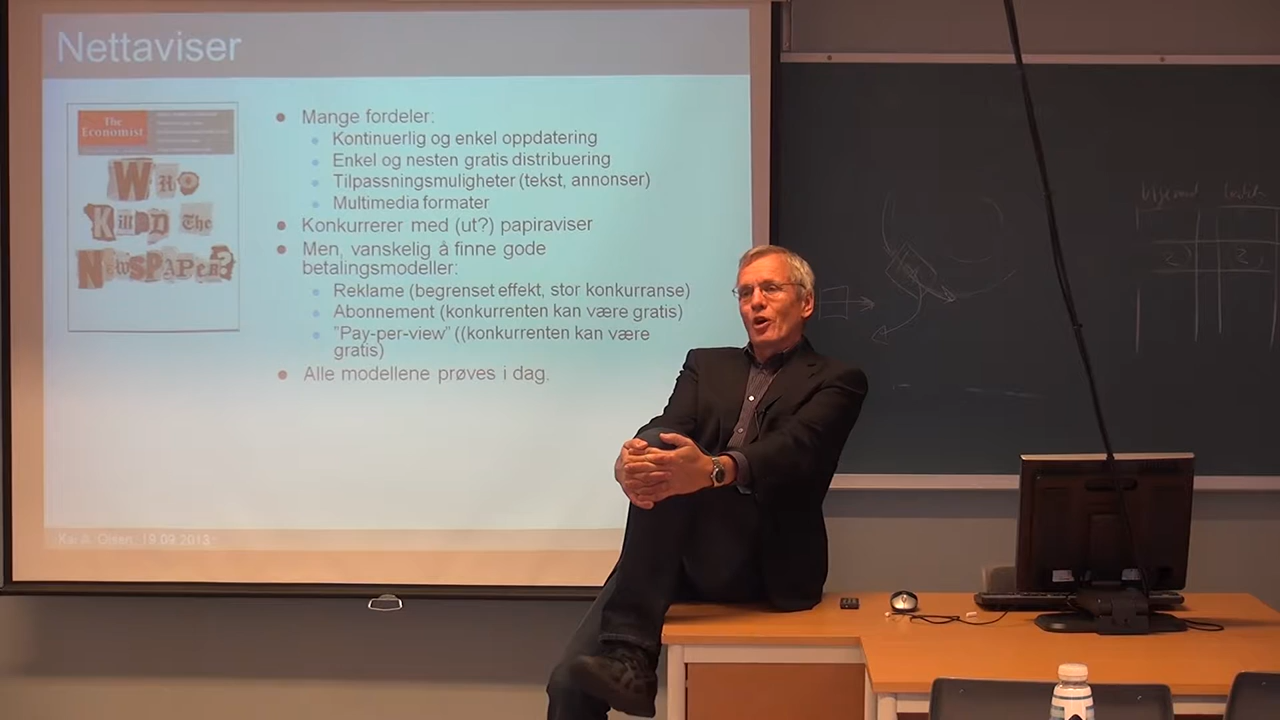 Nettaviser
The
Economist
Who
Killed The
Newspaper?
Mange fordeler:
Kontinuerlig og enkel oppdatering
Enkel og nesten gratis distribuering
Tilpassningsmuligheter (tekst, annonser)
Multimedia formater
Konkurrerer med (ut?) papiraviser
Men, vanskelig å finne gode
betalingsmodeller:
Reklame (begrenset effekt, stor konkurranse)
Abonnement (konkurrenten kan være gratis)
"Pay-per-view" ((konkurrenten kan være
gratis)
Alle modellene prøves i dag.
Kai A. Olsen, 19.09.2013